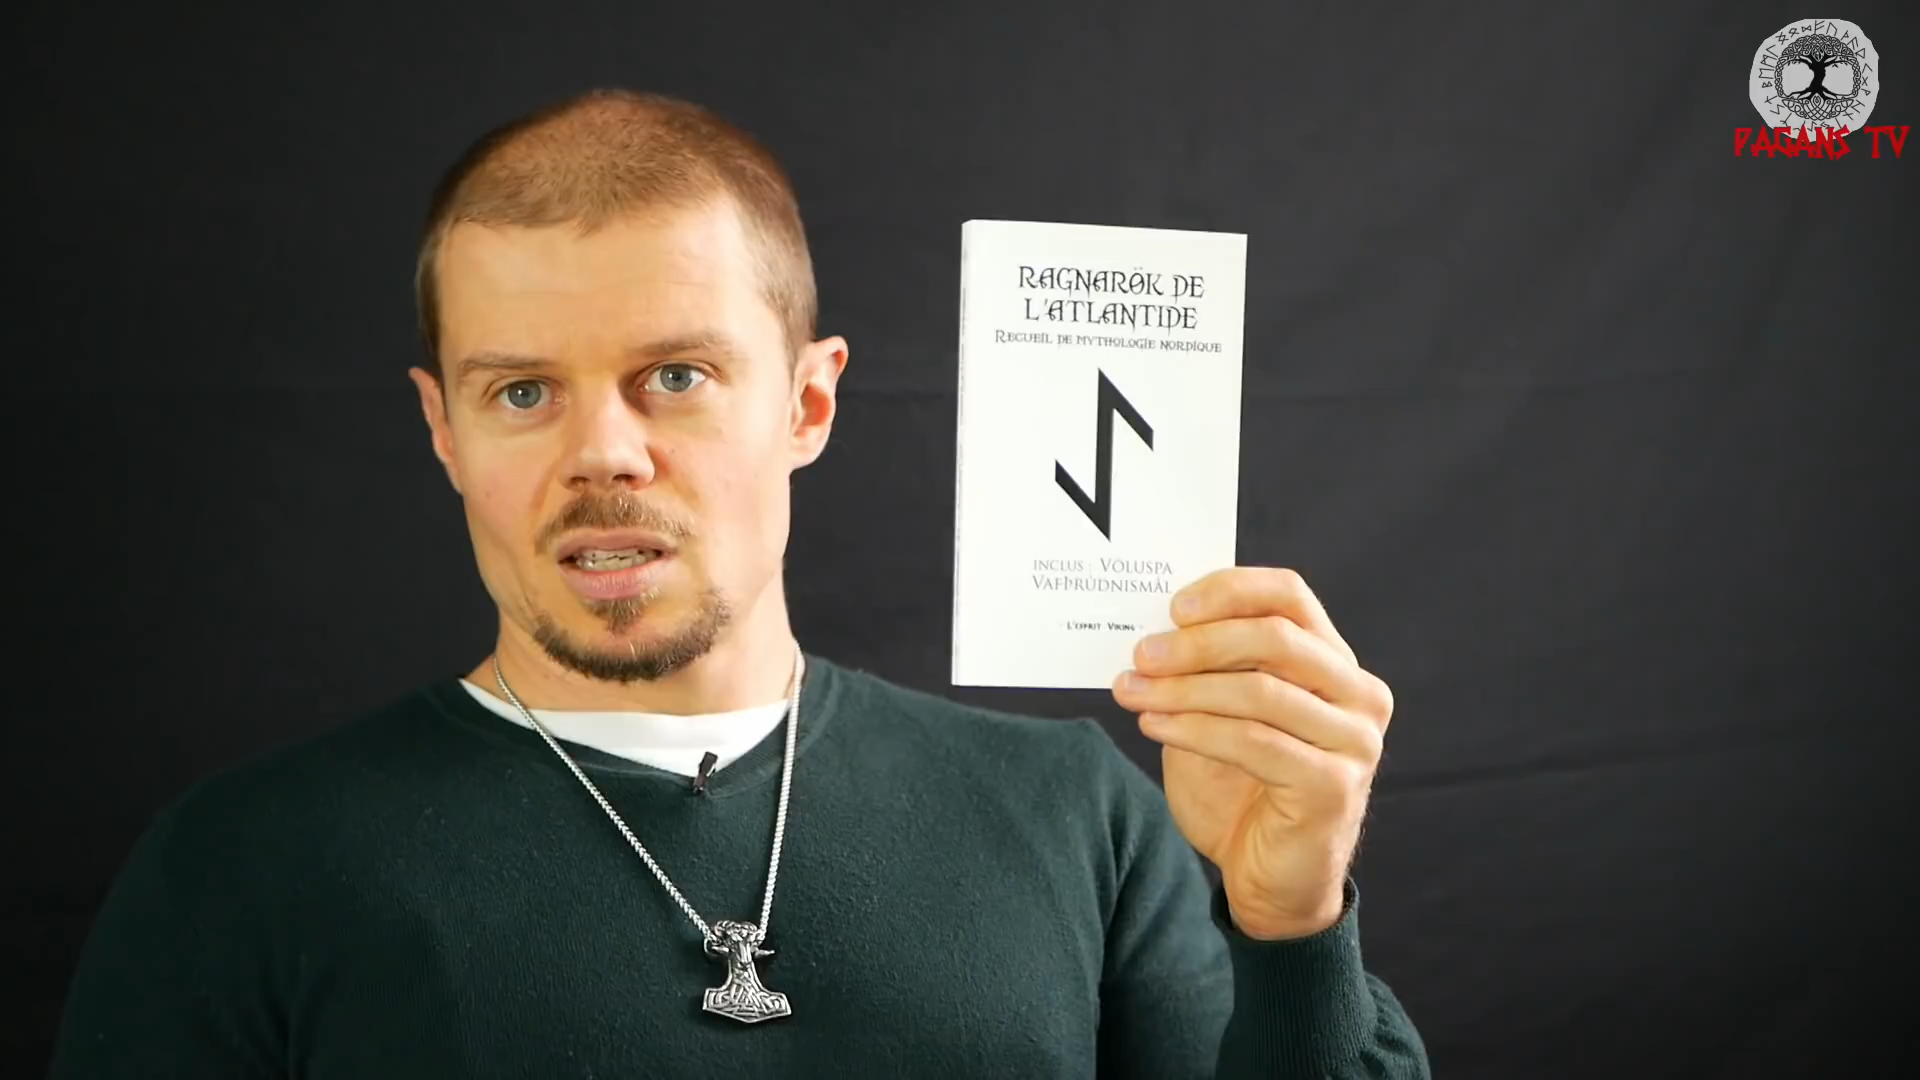 PAGANS TV
RAGNARÖK DE
L'ATLANTIDE
RECUEIL DE MYTHOLOGIE NORDIQUE
INCLUS : VÖLUSPA
VAFÞRÚDNISMÁL
L'ESPRIT VIKING